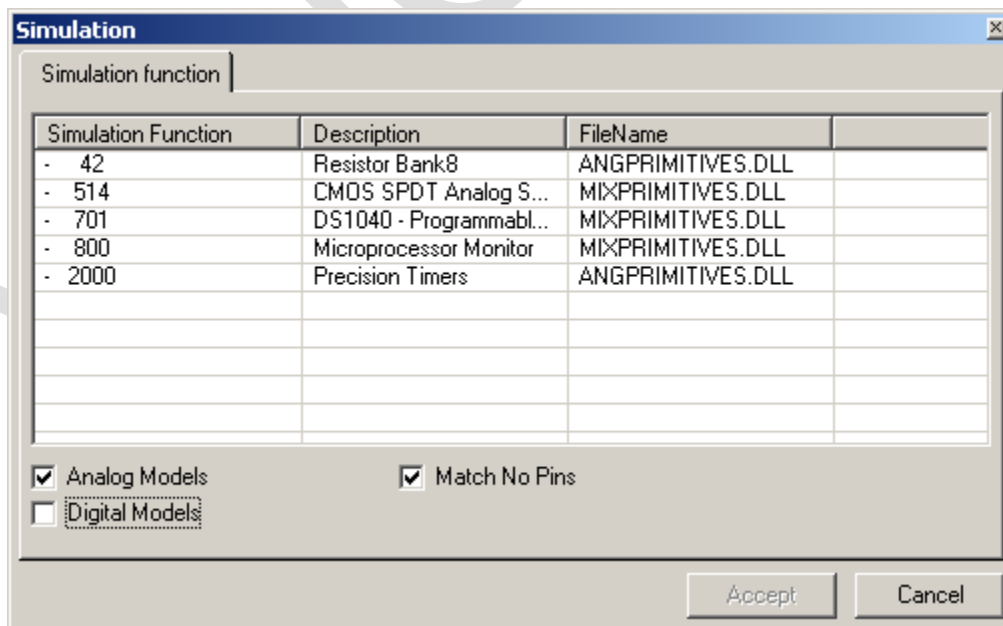 Simulation
Simulation function
Simulation Function Description FileName
- 42 Resistor Bank8 ANGPRIMITIVES.DLL
- 514 CMOS SPDT Analog S... MIXPRIMITIVES.DLL
- 701 DS1040 - Programmabl... MIXPRIMITIVES.DLL
- 800 Microprocessor Monitor MIXPRIMITIVES.DLL
- 2000 Precision Timers ANGPRIMITIVES.DLL
Analog Models Match No Pins
Digital Models
Accept Cancel